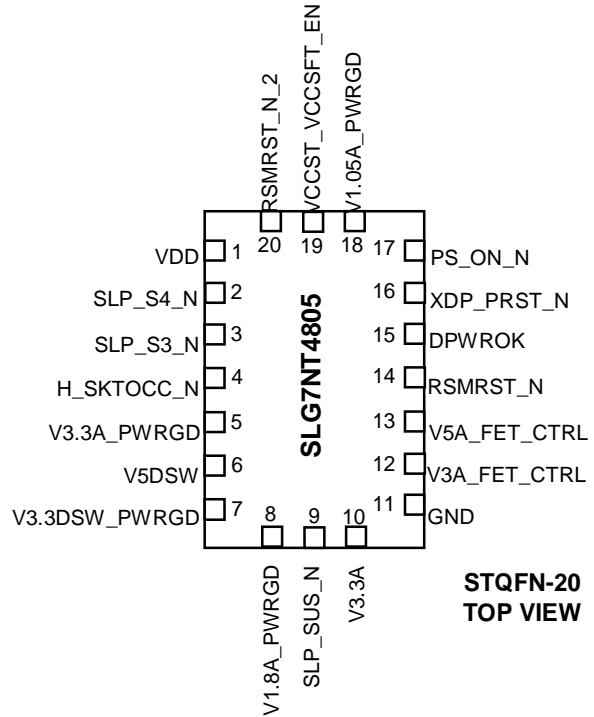 RSMRST_N_2
VCCST_VCCSFT_EN
V1.05A_PWRGD
20
19
18
VDD
1
SLP_S4_N
2
SLP_S3_N
3
H_SKTOCC_N
4
V3.3A_PWRGD
5
V5DSW
6
V3.3DSW_PWRGD
7
SLG7NT4805
17
PS_ON_N
16
XDP_PRST_N
15
DPWROK
14
RSMRST_N
13
V5A_FET_CTRL
12
V3A_FET_CTRL
11
GND
8
9
10
V1.8A_PWRGD
SLP_SUS_N
V3.3A
STQFN-20
TOP VIEW